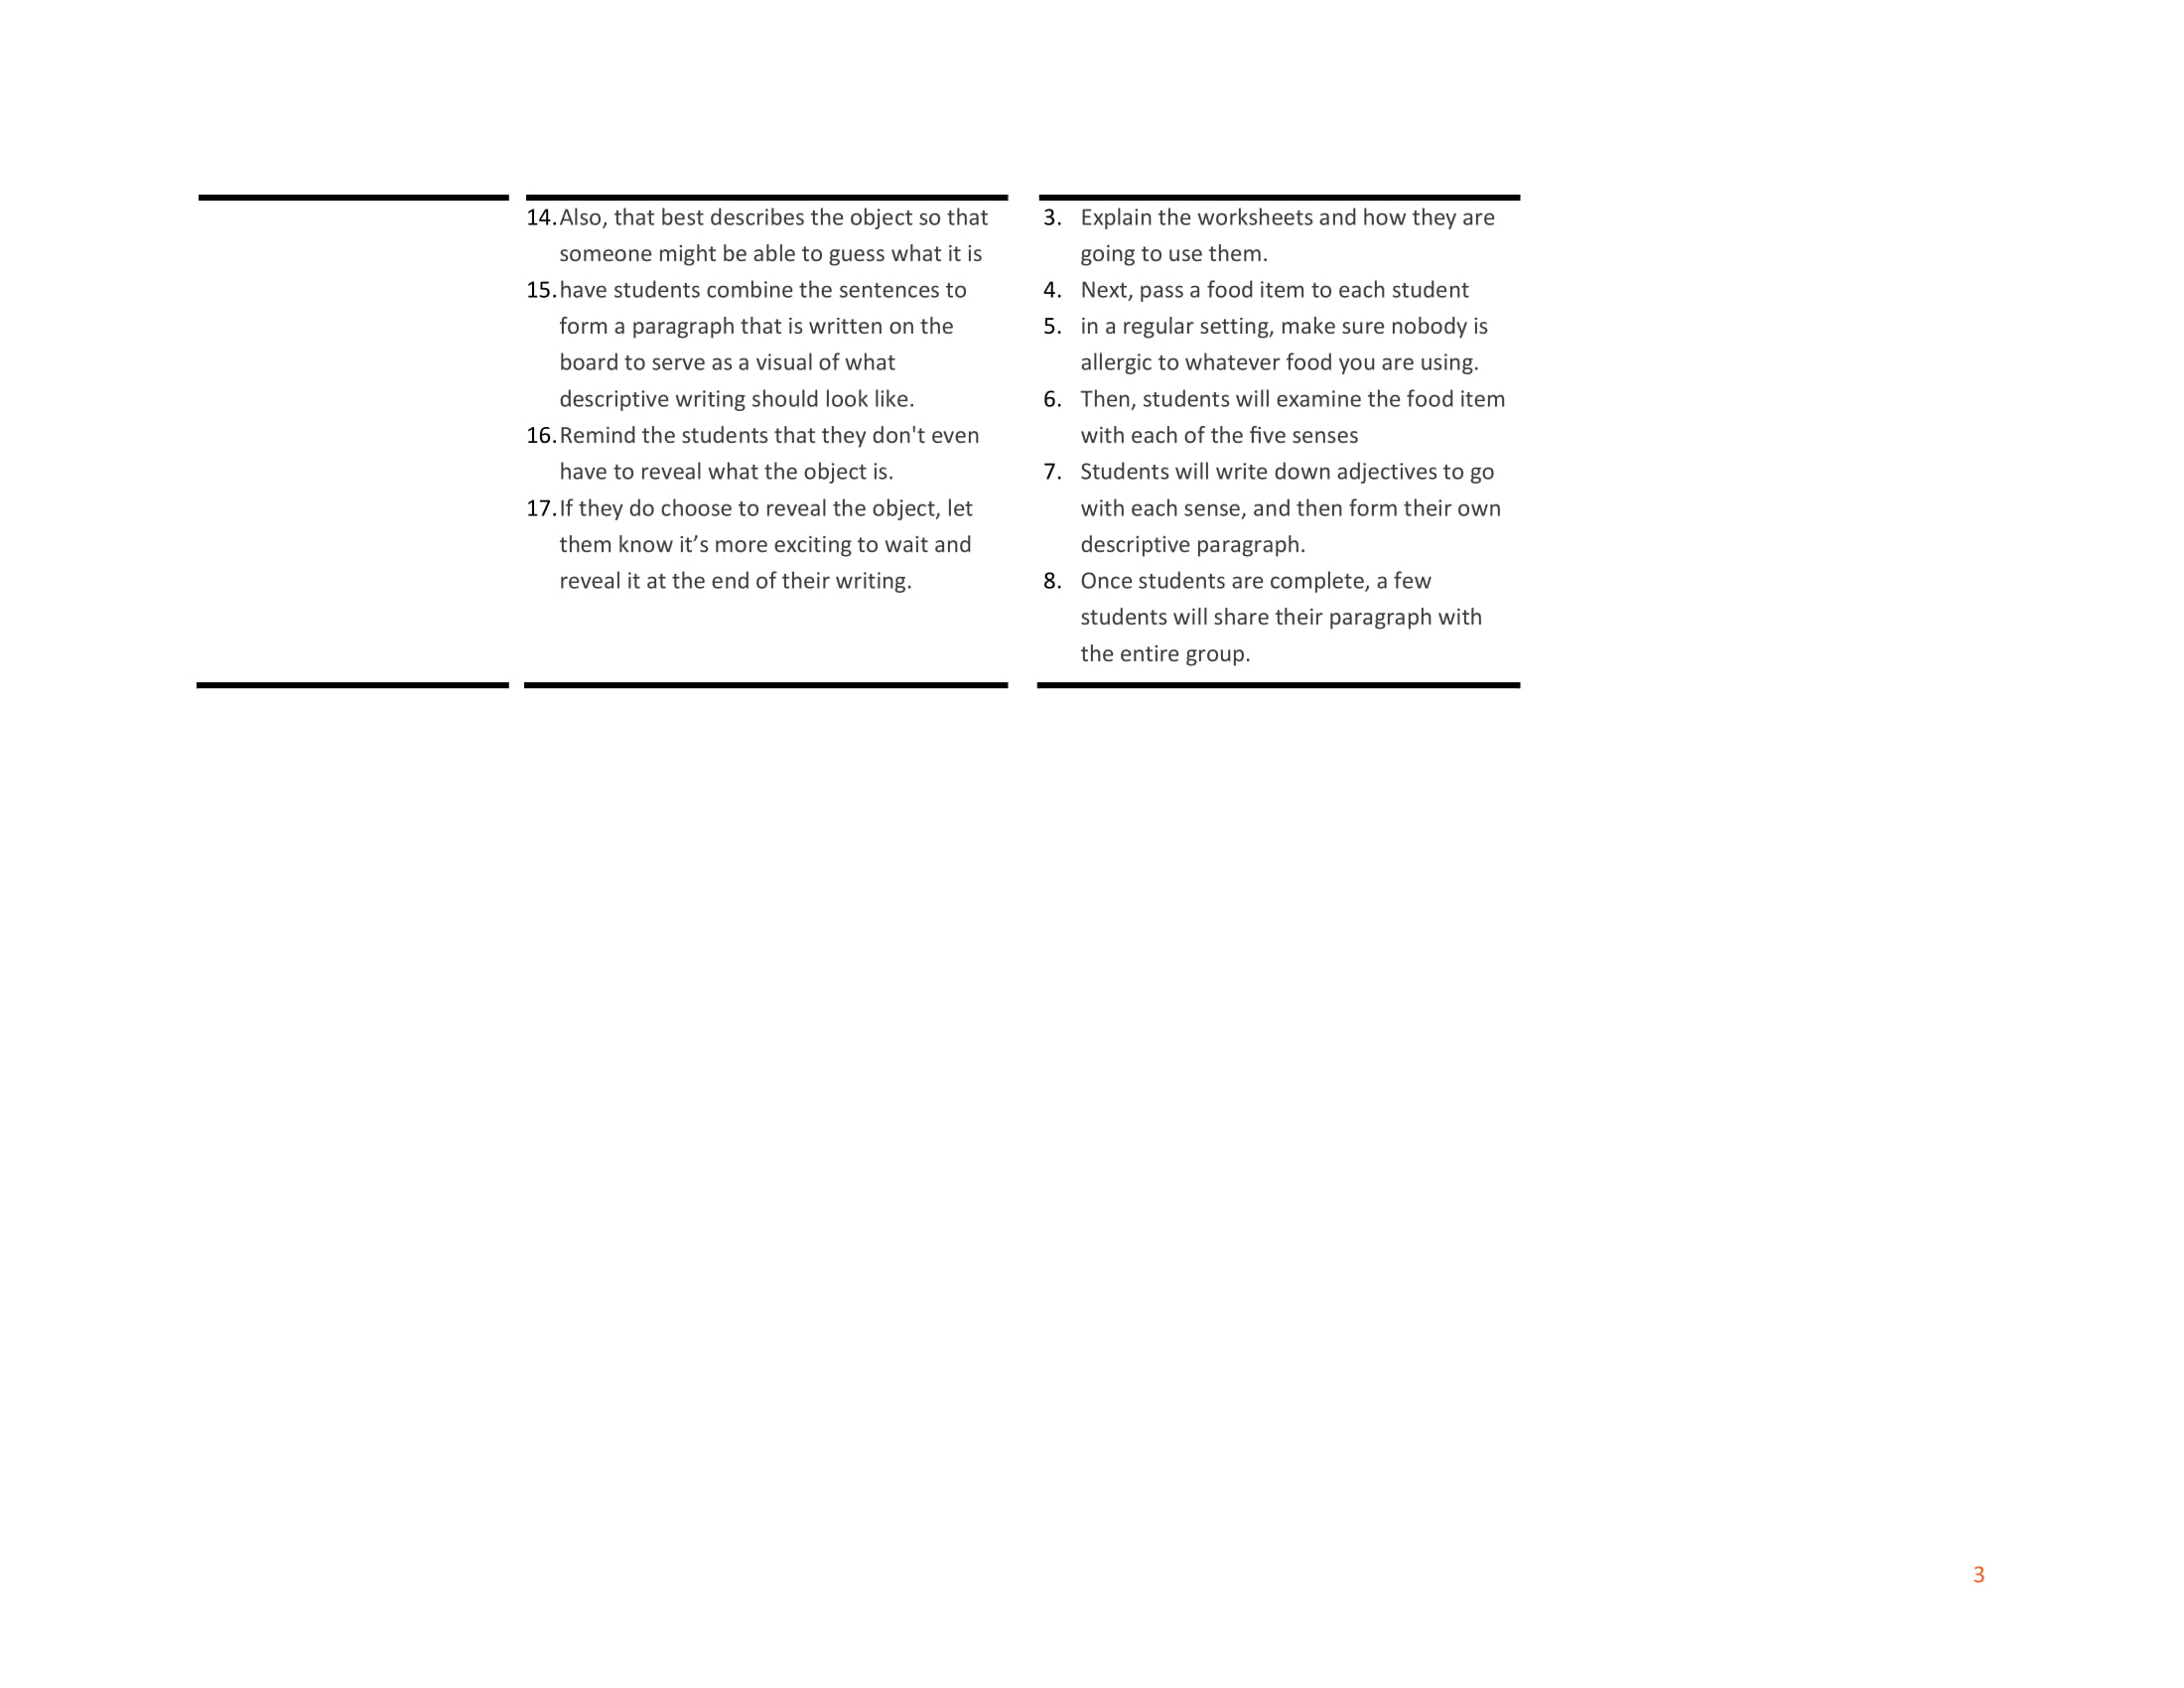 14. Also, that best describes the object so that
someone might be able to guess what it is
15. have students combine the sentences to
form a paragraph that is written on the
board to serve as a visual of what
descriptive writing should look like.
16. Remind the students that they don't even
have to reveal what the object is.
17. If they do choose to reveal the object, let
them know it’s more exciting to wait and
reveal it at the end of their writing.
3. Explain the worksheets and how they are
going to use them.
4. Next, pass a food item to each student
5. in a regular setting, make sure nobody is
allergic to whatever food you are using.
6. Then, students will examine the food item
with each of the five senses
7. Students will write down adjectives to go
with each sense, and then form their own
descriptive paragraph.
8. Once students are complete, a few
students will share their paragraph with
the entire group.
3